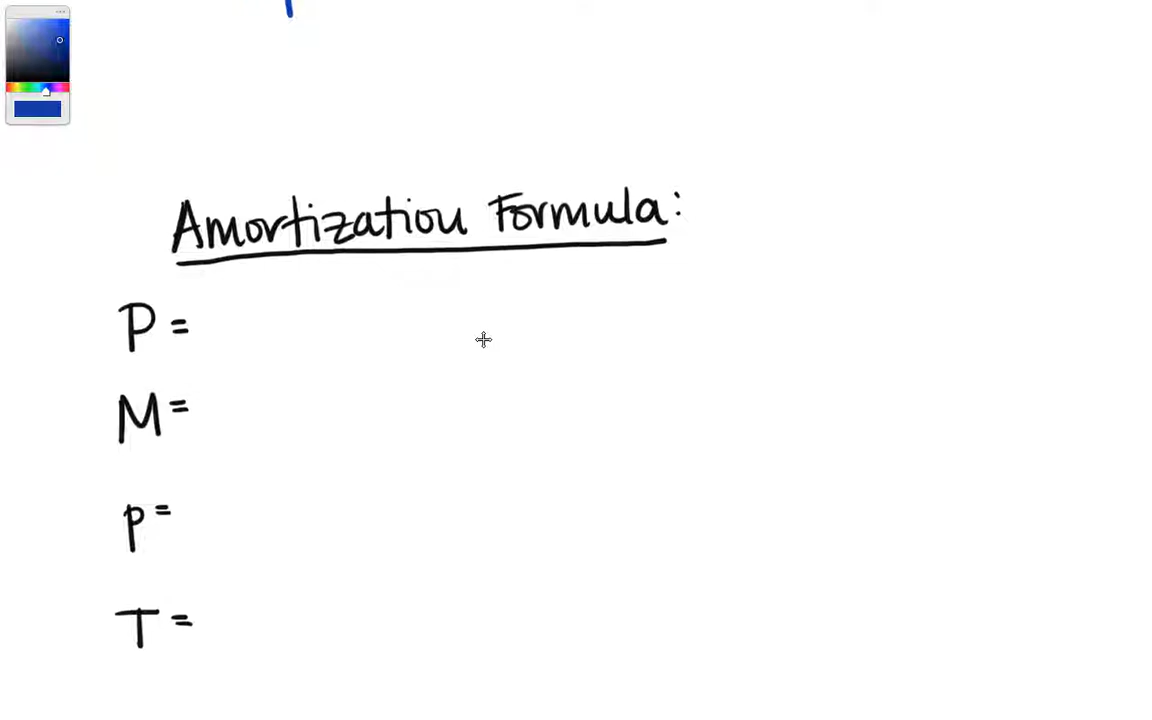 Amortization Formula:
P =
M =
p =
T =